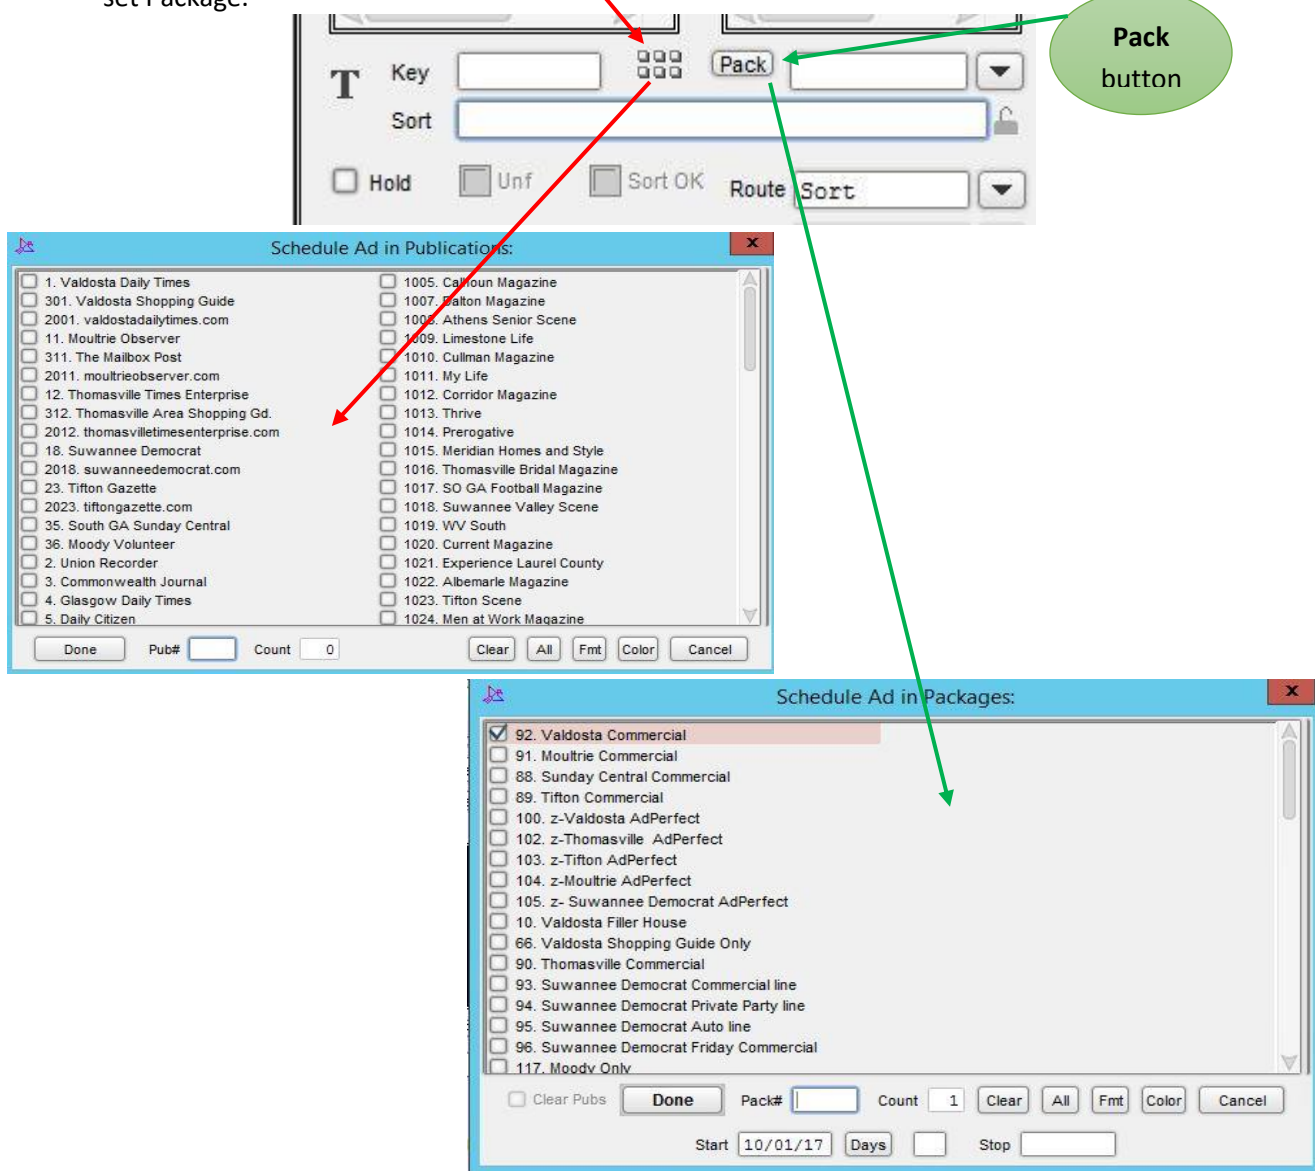 set Package.
Pack
button
T Key Pack
Sort
Hold Unf Sort OK Route Sort
Schedule Ad in Publications: x
1. Valdosta Daily Times
301. Valdosta Shopping Guide
2001. valdostadailytimes.com
11. Moultrie Observer
311. The Mailbox Post
2011. moultrieobserver.com
12. Thomasville Times Enterprise
312. Thomasville Area Shopping Gd.
2012. thomasvilletimesenterprise.com
18. Suwannee Democrat
2018. suwanneedemocrat.com
23. Tifton Gazette
2023. tiftongazette.com
35. South GA Sunday Central
36. Moody Volunteer
2. Union Recorder
3. Commonwealth Journal
4. Glasgow Daily Times
5. Daily Citizen
1005. Calhoun Magazine
1007. Dalton Magazine
1008. Athens Senior Scene
1009. Limestone Life
1010. Cullman Magazine
1011. My Life
1012. Corridor Magazine
1013. Thrive
1014. Prerogative
1015. Meridian Homes and Style
1016. Thomasville Bridal Magazine
1017. SO GA Football Magazine
1018. Suwannee Valley Scene
1019. WV South
1020. Current Magazine
1021. Experience Laurel County
1022. Albemarle Magazine
1023. Tifton Scene
1024. Men at Work Magazine
Done Pub# Count 0 Clear All Fmt Color Cancel
Schedule Ad in Packages: x
92. Valdosta Commercial
91. Moultrie Commercial
88. Sunday Central Commercial
89. Tifton Commercial
100. z-Valdosta AdPerfect
102. z-Thomasville AdPerfect
103. z-Tifton AdPerfect
104. z-Moultrie AdPerfect
105. z- Suwannee Democrat AdPerfect
10. Valdosta Filler House
66. Valdosta Shopping Guide Only
90. Thomasville Commercial
93. Suwannee Democrat Commercial line
94. Suwannee Democrat Private Party line
95. Suwannee Democrat Auto line
96. Suwannee Democrat Friday Commercial
117. Moody Only
Clear Pubs Done Pack# Count 1 Clear All Fmt Color Cancel
Start 10/01/17 Days Stop